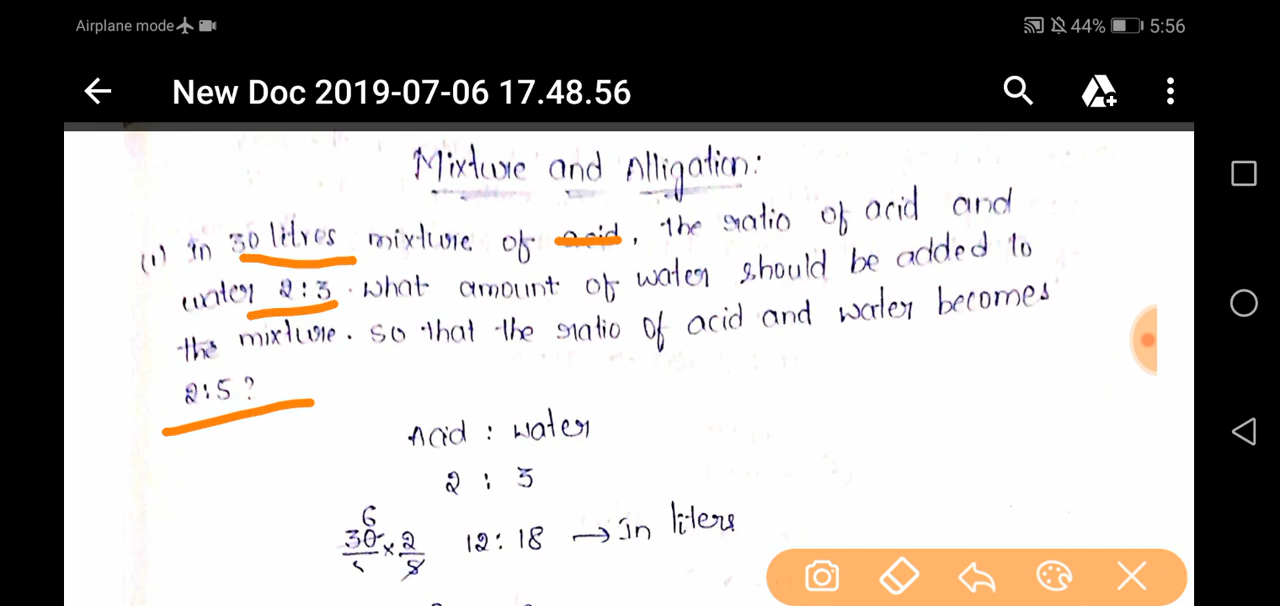 Airplane mode 44% 5:56
New Doc 2019-07-06 17.48.56
Mixture and Alligation:
(1) In 30 litres mixture of acid, the ratio of acid and
water 2:3. what amount of water should be added to
the mixture. so that the ratio of acid and water becomes
2:5?
Acid : water
2 : 3
6
30 × 2 12 : 18 → In liters
5